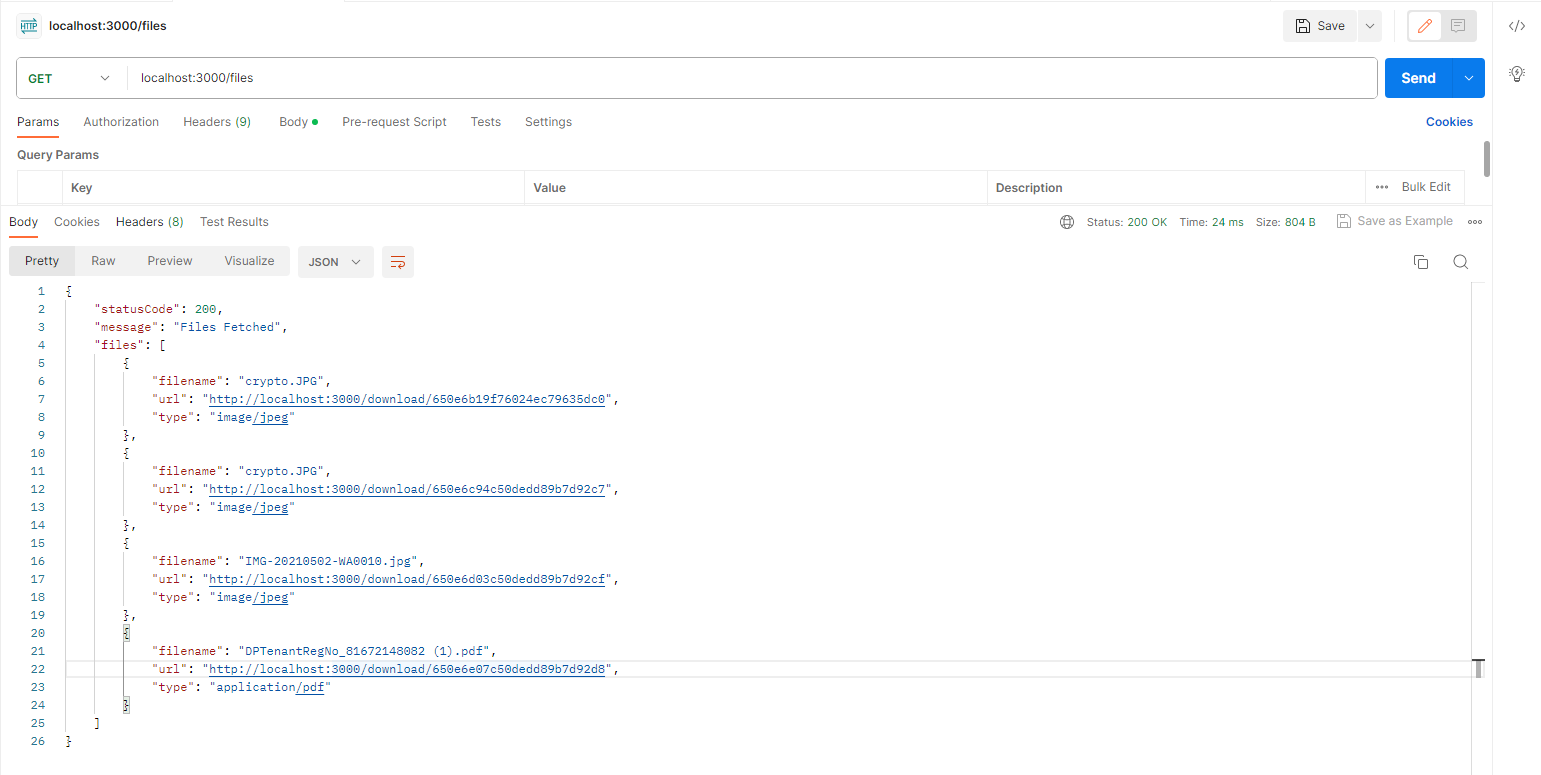 HTTP localhost:3000/files Save
GET localhost:3000/files Send
Params Authorization Headers (9) Body Pre-request Script Tests Settings Cookies
Query Params
Key Value Description Bulk Edit
Body Cookies Headers (8) Test Results Status: 200 OK Time: 24 ms Size: 804 B Save as Example
Pretty Raw Preview Visualize JSON
1 {
2 "statusCode": 200,
3 "message": "Files Fetched",
4 "files": [
5 {
6 "filename": "crypto.JPG",
7 "url": "http://localhost:3000/download/650e6b19f76024ec79635dc0",
8 "type": "image/jpeg"
9 },
10 {
11 "filename": "crypto.JPG",
12 "url": "http://localhost:3000/download/650e6c94c50dedd89b7d92c7",
13 "type": "image/jpeg"
14 },
15 {
16 "filename": "IMG-20210502-WA0010.jpg",
17 "url": "http://localhost:3000/download/650e6d03c50dedd89b7d92cf",
18 "type": "image/jpeg"
19 },
20 {
21 "filename": "DPTenantRegNo_81672148082 (1).pdf",
22 "url": "http://localhost:3000/download/650e6e07c50dedd89b7d92d8",
23 "type": "application/pdf"
24 }
25 ]
26 }